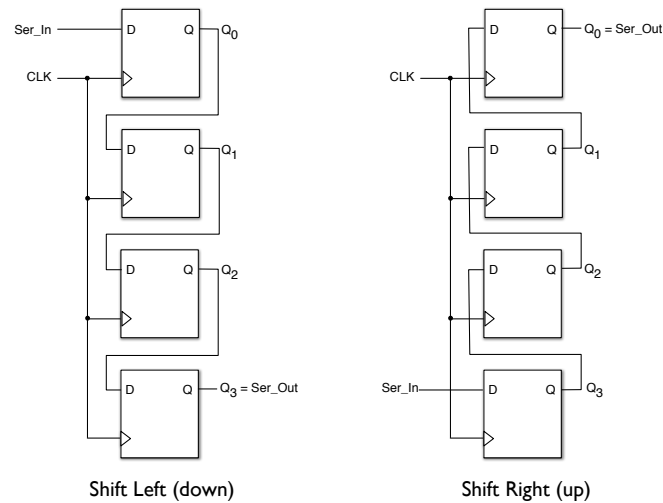 Ser_In
D
Q
Q0
CLK
D
Q
Q1
D
Q
Q2
D
Q
Q3 = Ser_Out
Shift Left (down)
D
Q
Q0 = Ser_Out
CLK
D
Q
Q1
D
Q
Q2
Ser_In
D
Q
Q3
Shift Right (up)